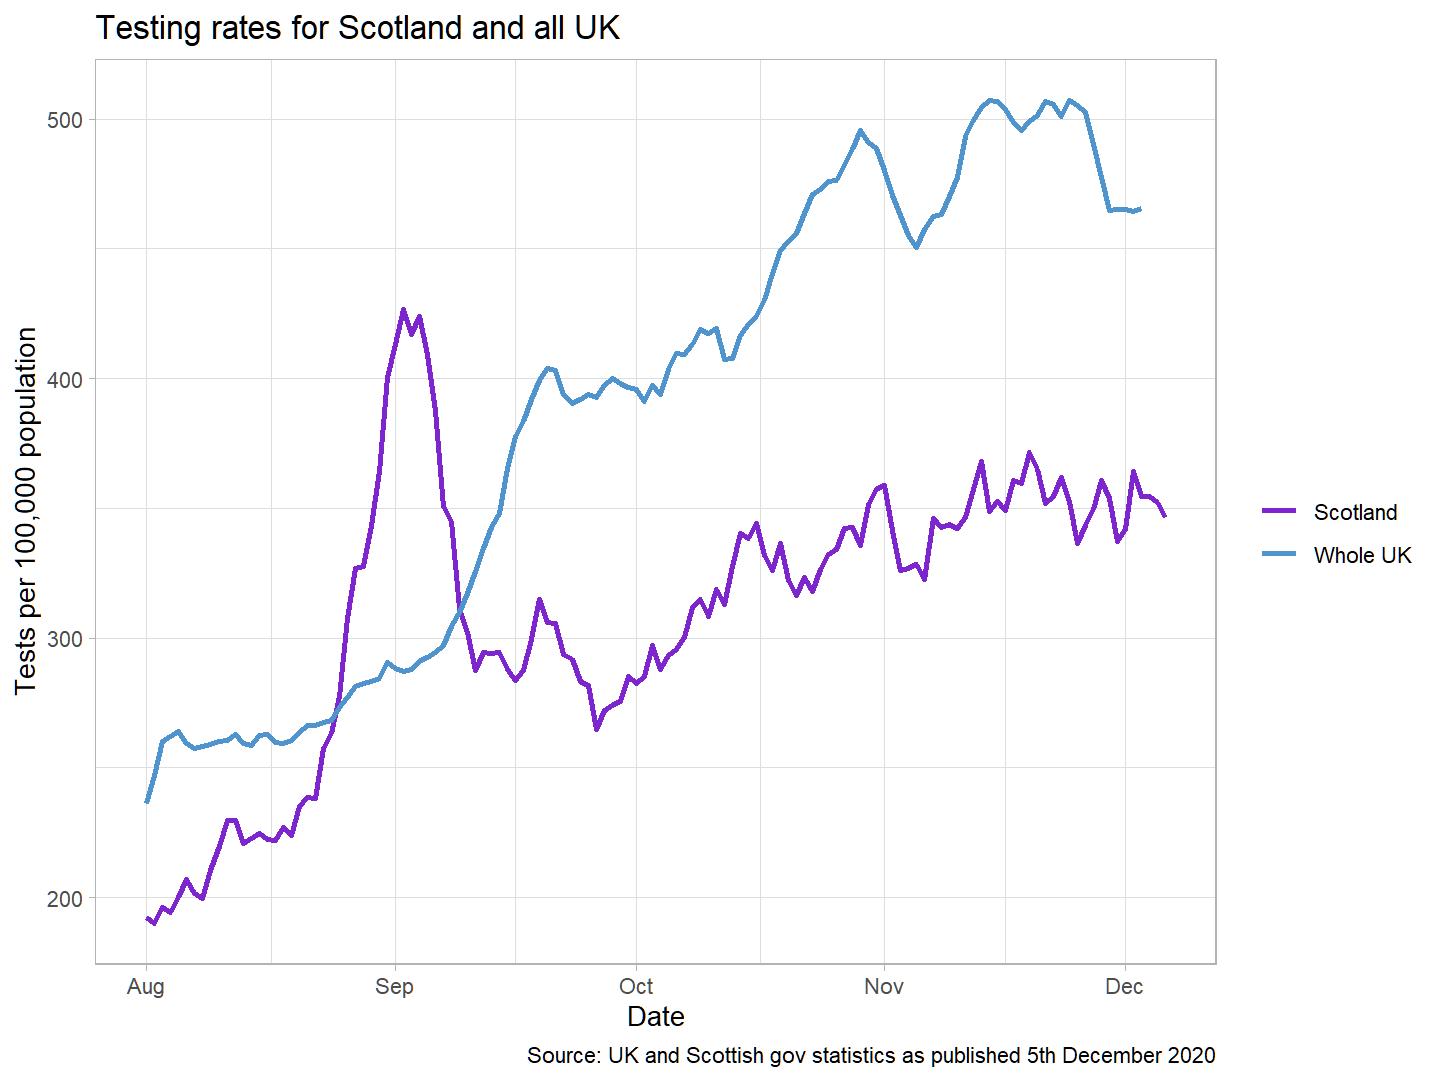 Testing rates for Scotland and all UK
Tests per 100,000 population
500
400
300
200
Aug
Sep
Oct
Nov
Dec
Date
Scotland
Whole UK
Source: UK and Scottish gov statistics as published 5th December 2020